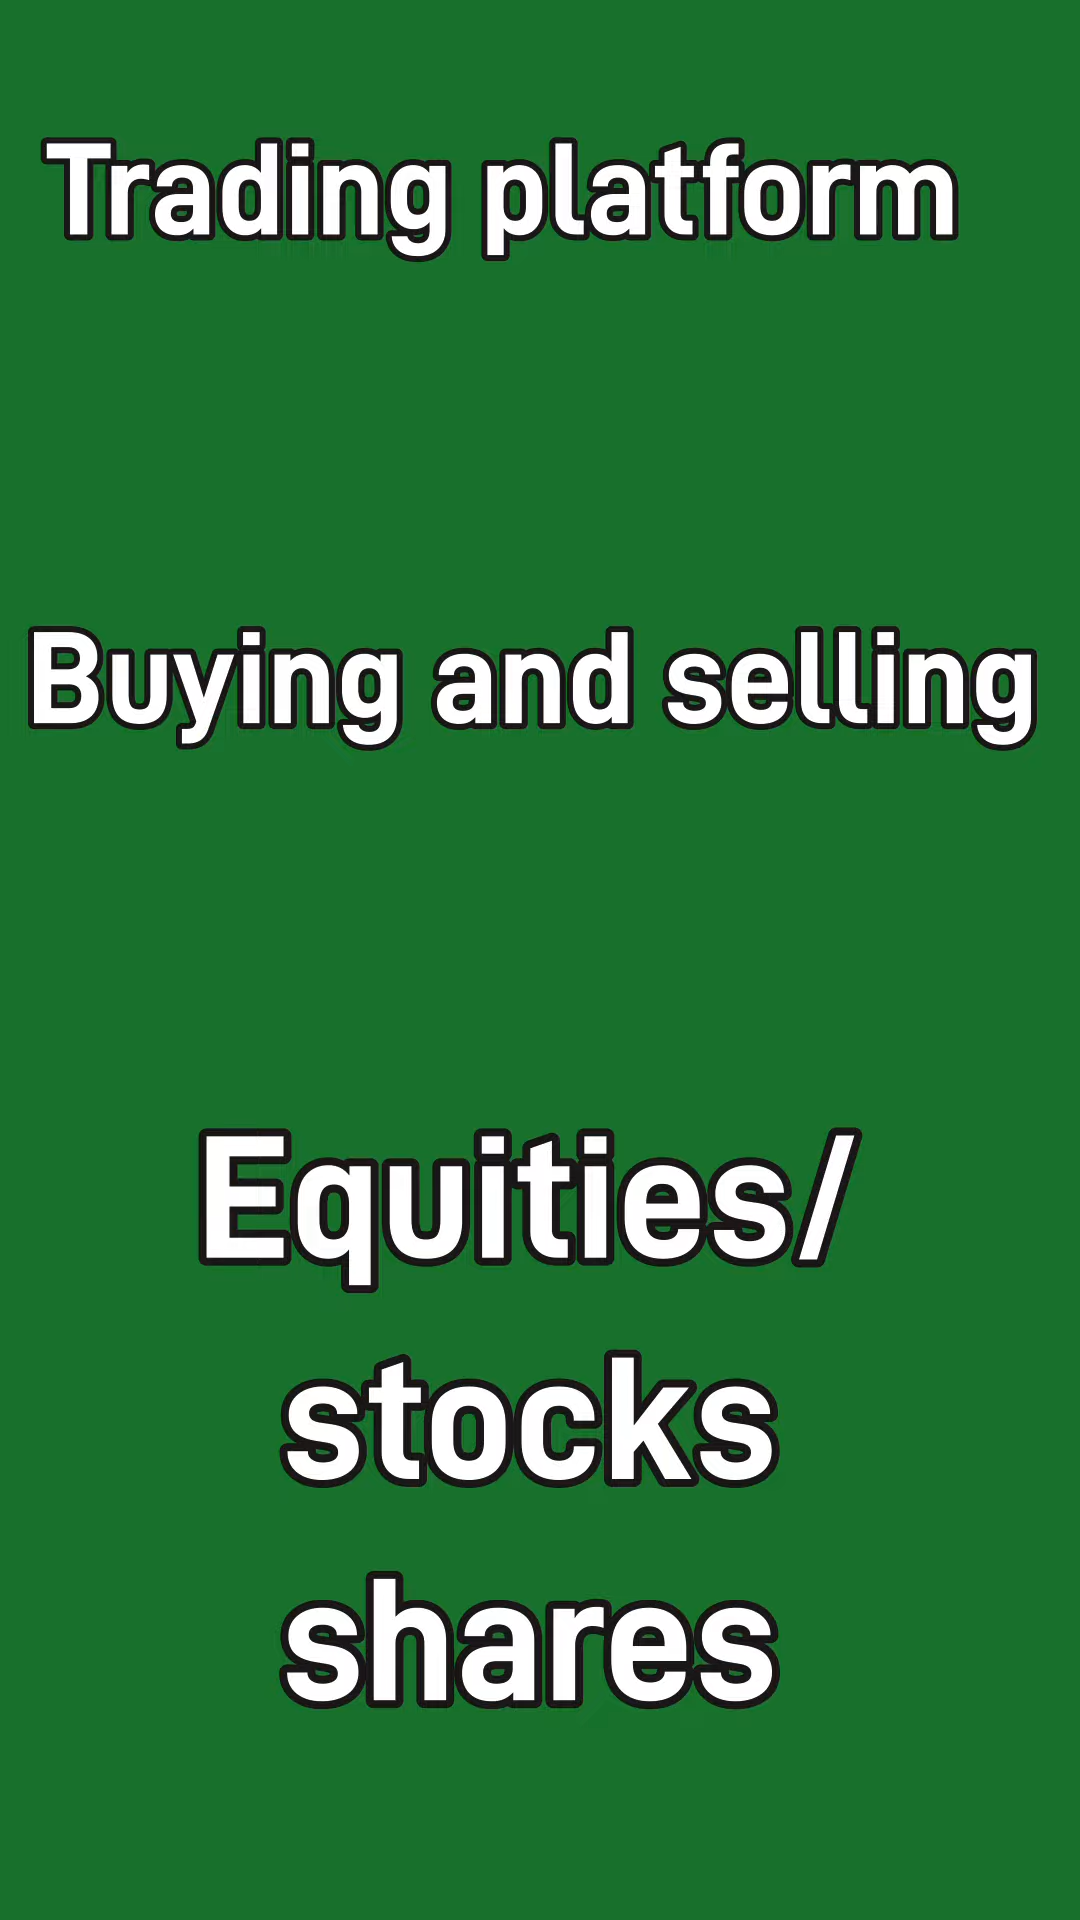 Trading platform
Buying and selling
Equities/
stocks
shares